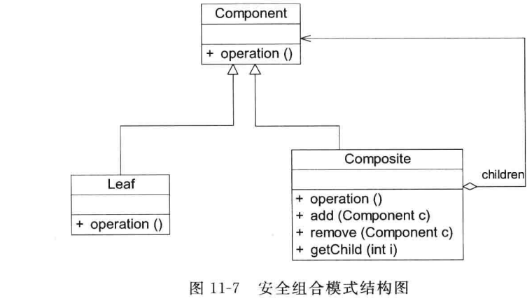 Component
+ operation ()
Leaf
+ operation ()
Composite
+ operation ()
+ add (Component c)
+ remove (Component c)
+ getChild (int i)
children
图 11-7 安全组合模式结构图